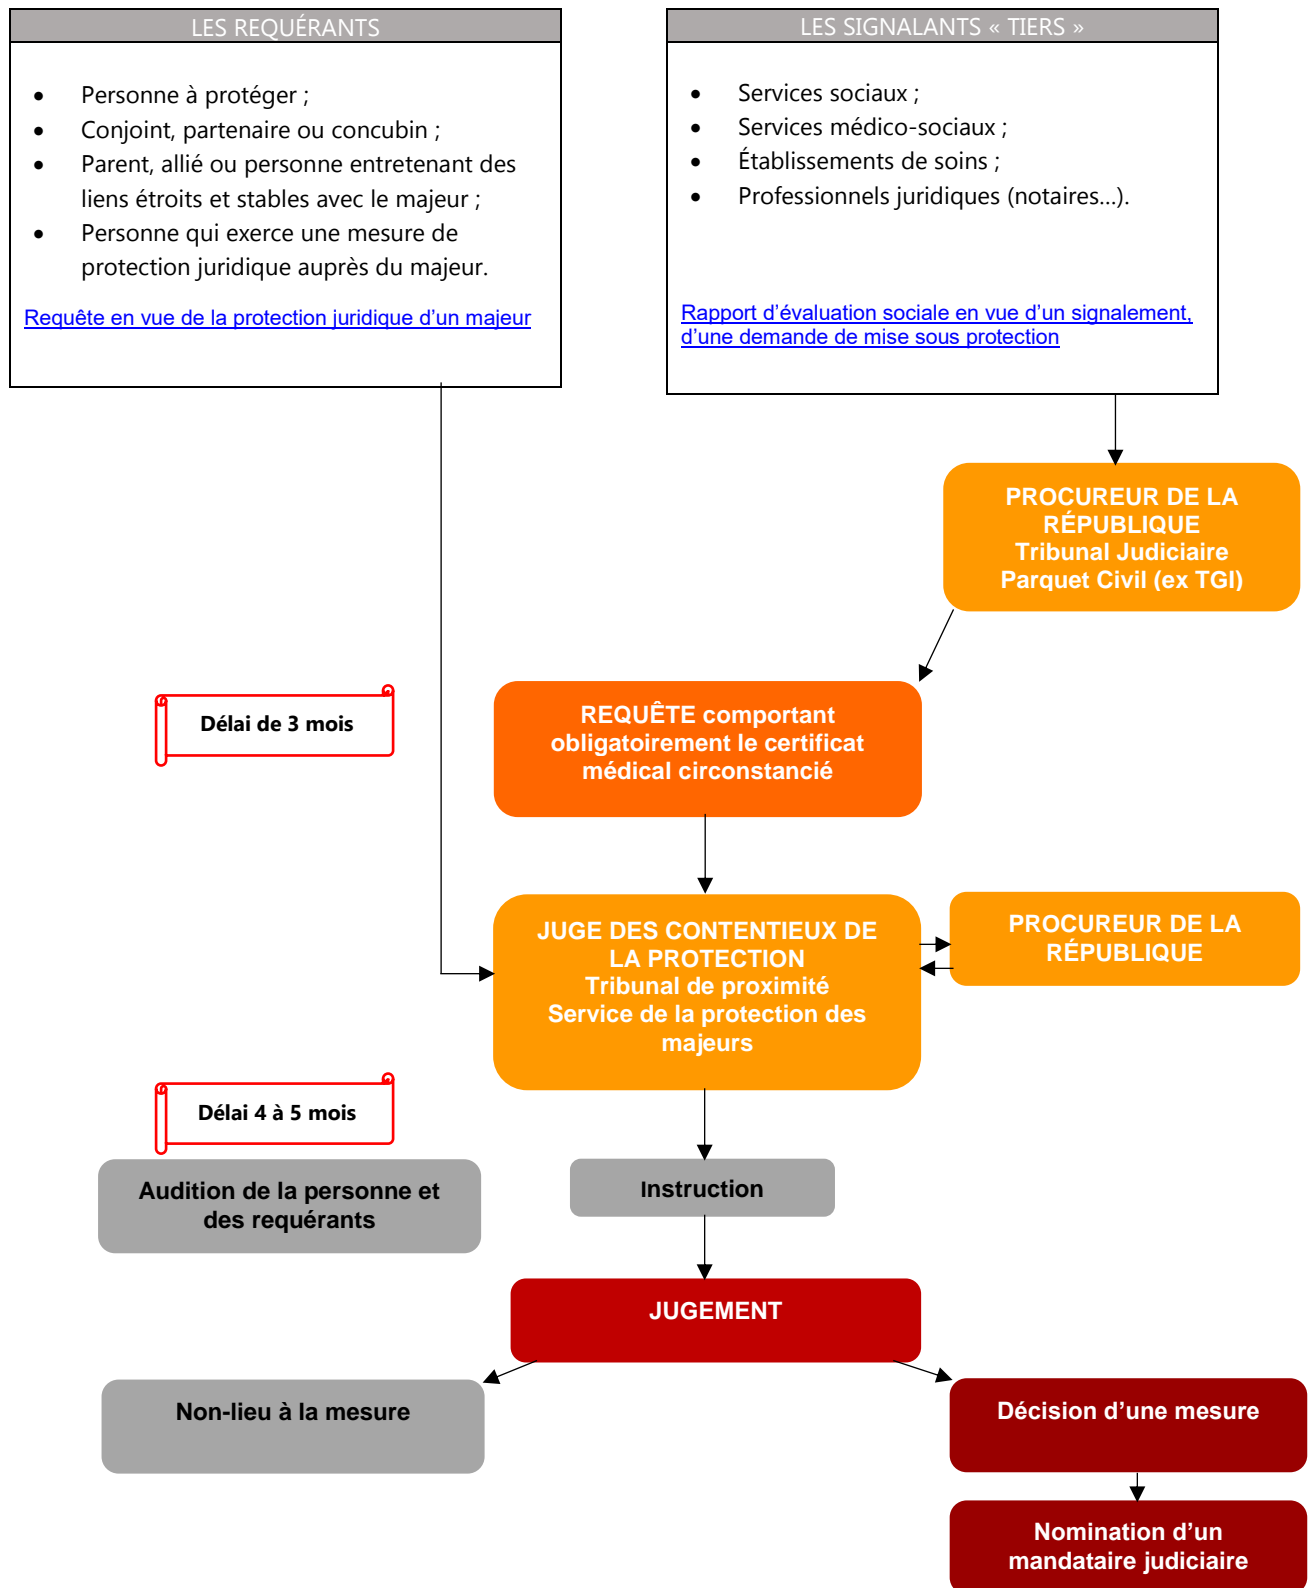 LES REQUÉRANTS
• Personne à protéger ;
• Conjoint, partenaire ou concubin ;
• Parent, allié ou personne entretenant des
liens étroits et stables avec le majeur ;
• Personne qui exerce une mesure de
protection juridique auprès du majeur.
Requête en vue de la protection juridique d’un majeur
LES SIGNALANTS « TIERS »
• Services sociaux ;
• Services médico-sociaux ;
• Établissements de soins ;
• Professionnels juridiques (notaires…).
Rapport d’évaluation sociale en vue d’un signalement,
d’une demande de mise sous protection
PROCUREUR DE LA
RÉPUBLIQUE
Tribunal Judiciaire
Parquet Civil (ex TGI)
Délai de 3 mois
REQUÊTE comportant
obligatoirement le certificat
médical circonstancié
JUGE DES CONTENTIEUX DE
LA PROTECTION
Tribunal de proximité
Service de la protection des
majeurs
PROCUREUR DE LA
RÉPUBLIQUE
Délai 4 à 5 mois
Audition de la personne et
des requérants
Instruction
JUGEMENT
Non-lieu à la mesure
Décision d’une mesure
Nomination d’un
mandataire judiciaire